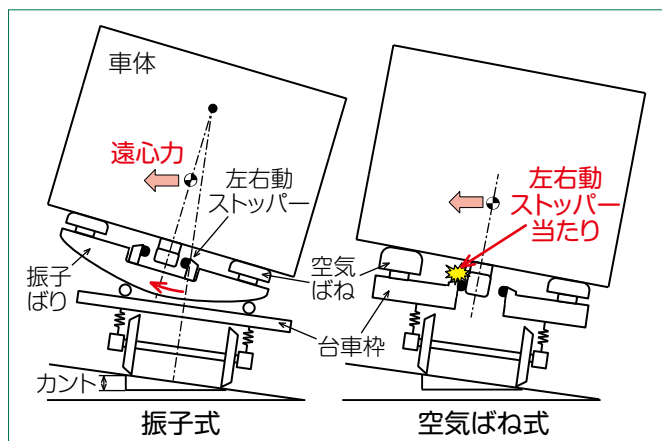 車体
遠心力
左右動
ストッパー
振子
ばり
カント
振子式
空気
ばね
台車枠
左右動
ストッパー
当たり
空気ばね式